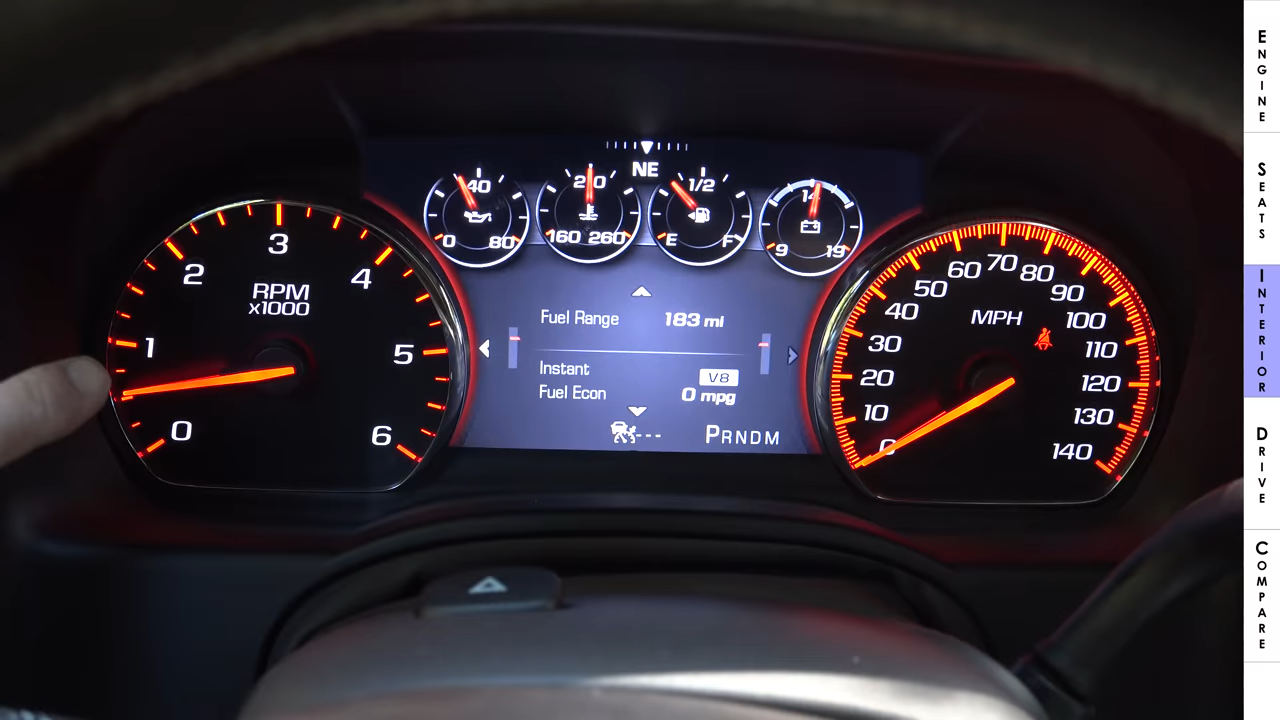 NE
40
0 80
210
160 260
1/2
E F
14
9 19
0
1
2
3
4
5
6
RPM
x1000
Fuel Range 183 mi
Instant
Fuel Econ
V8
0 mpg
---
PRNDM
0
10
20
30
40
50
60
70
80
90
100
110
120
130
140
MPH
ENGINE
SEATS
INTERIOR
DRIVE
COMPARE